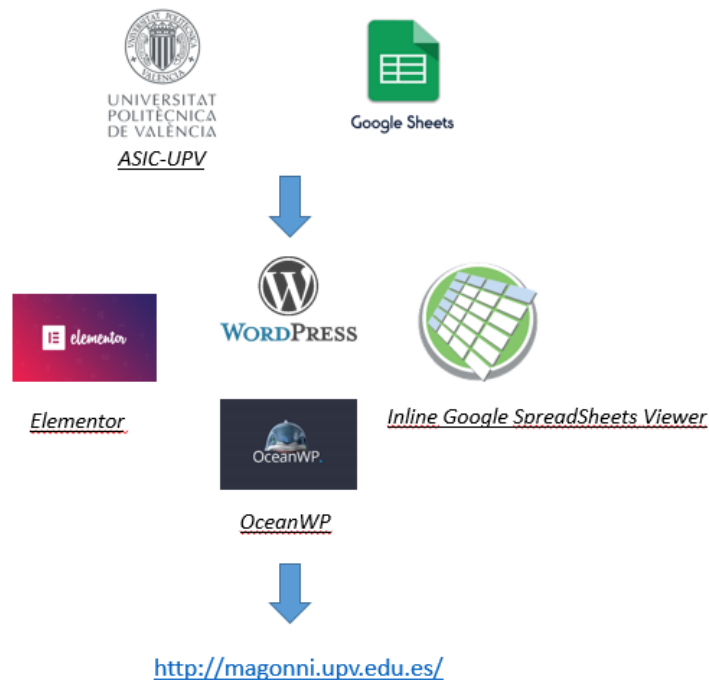 UNIVERSITAT
POLITÈCNICA
DE VALÈNCIA
ASIC-UPV
Google Sheets
WORDPRESS
elementor
Elementor
Inline Google SpreadSheets Viewer
OceanWP.
OceanWP
http://magonni.upv.edu.es/